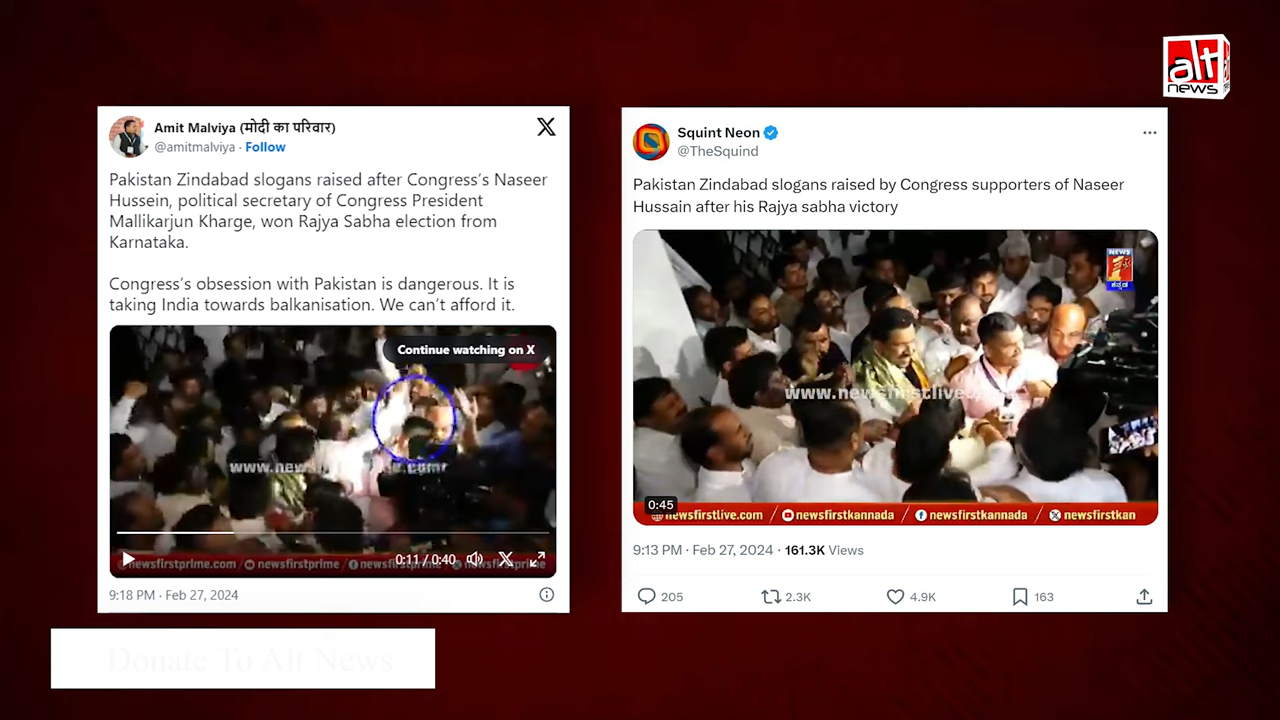 alt
news
Amit Malviya (मोदी का परिवार)
@amitmalviya · Follow
Pakistan Zindabad slogans raised after Congress's Naseer
Hussein, political secretary of Congress President
Mallikarjun Kharge, won Rajya Sabha election from
Karnataka.
Congress's obsession with Pakistan is dangerous. It is
taking India towards balkanisation. We can't afford it.
Continue watching on X
0:11 / 0:40
newsfirstprime.com / newsfirstprime
9:18 PM · Feb 27, 2024
Squint Neon
@TheSquind
Pakistan Zindabad slogans raised by Congress supporters of Naseer
Hussain after his Rajya sabha victory
NEWS
1st
ಕನ್ನಡ
www.newsfirstlive.
0:45
newsfirstlive.com / newsfirstkannada / newsfirstkannada / newsfirstkan
9:13 PM · Feb 27, 2024 · 161.3K Views
205
2.3K
4.9K
163
Donate To Alt News